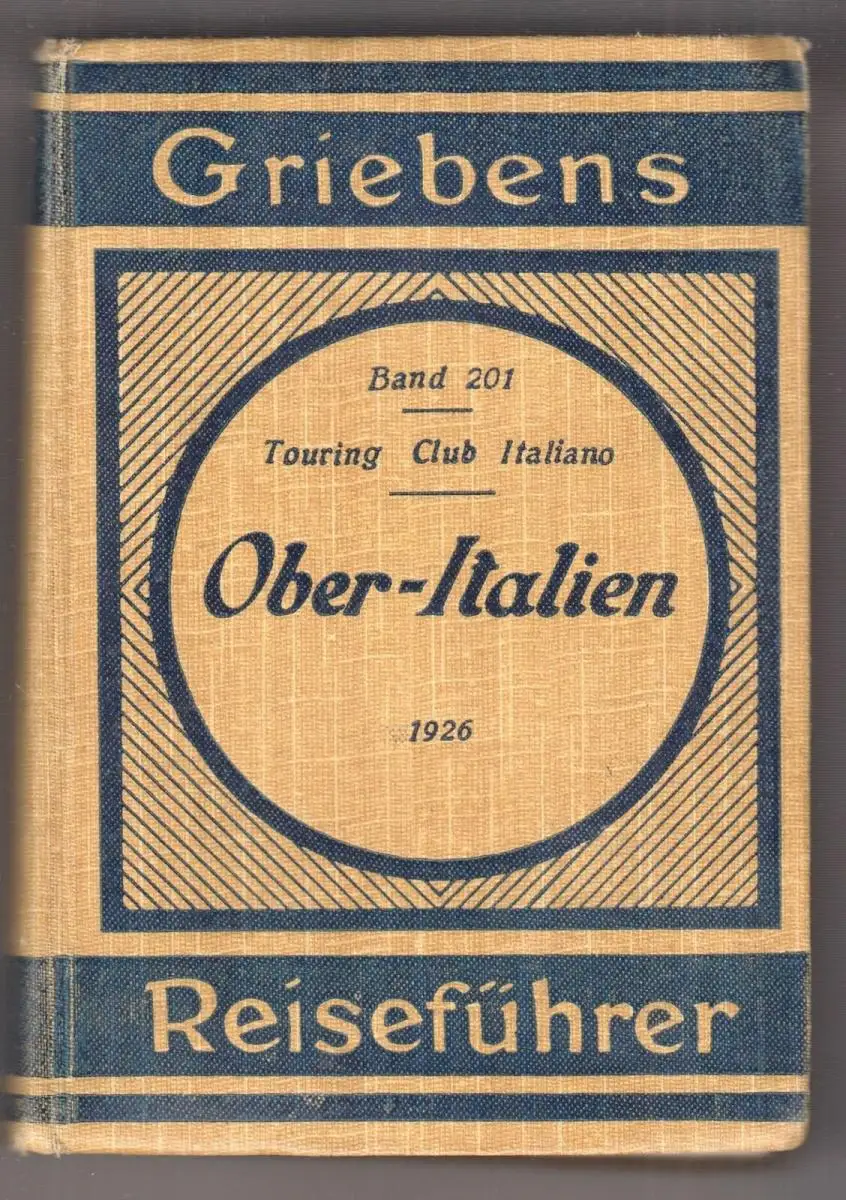 Griebens
Band 201
Touring Club Italiano
Ober-Italien
1926
Reiseführer